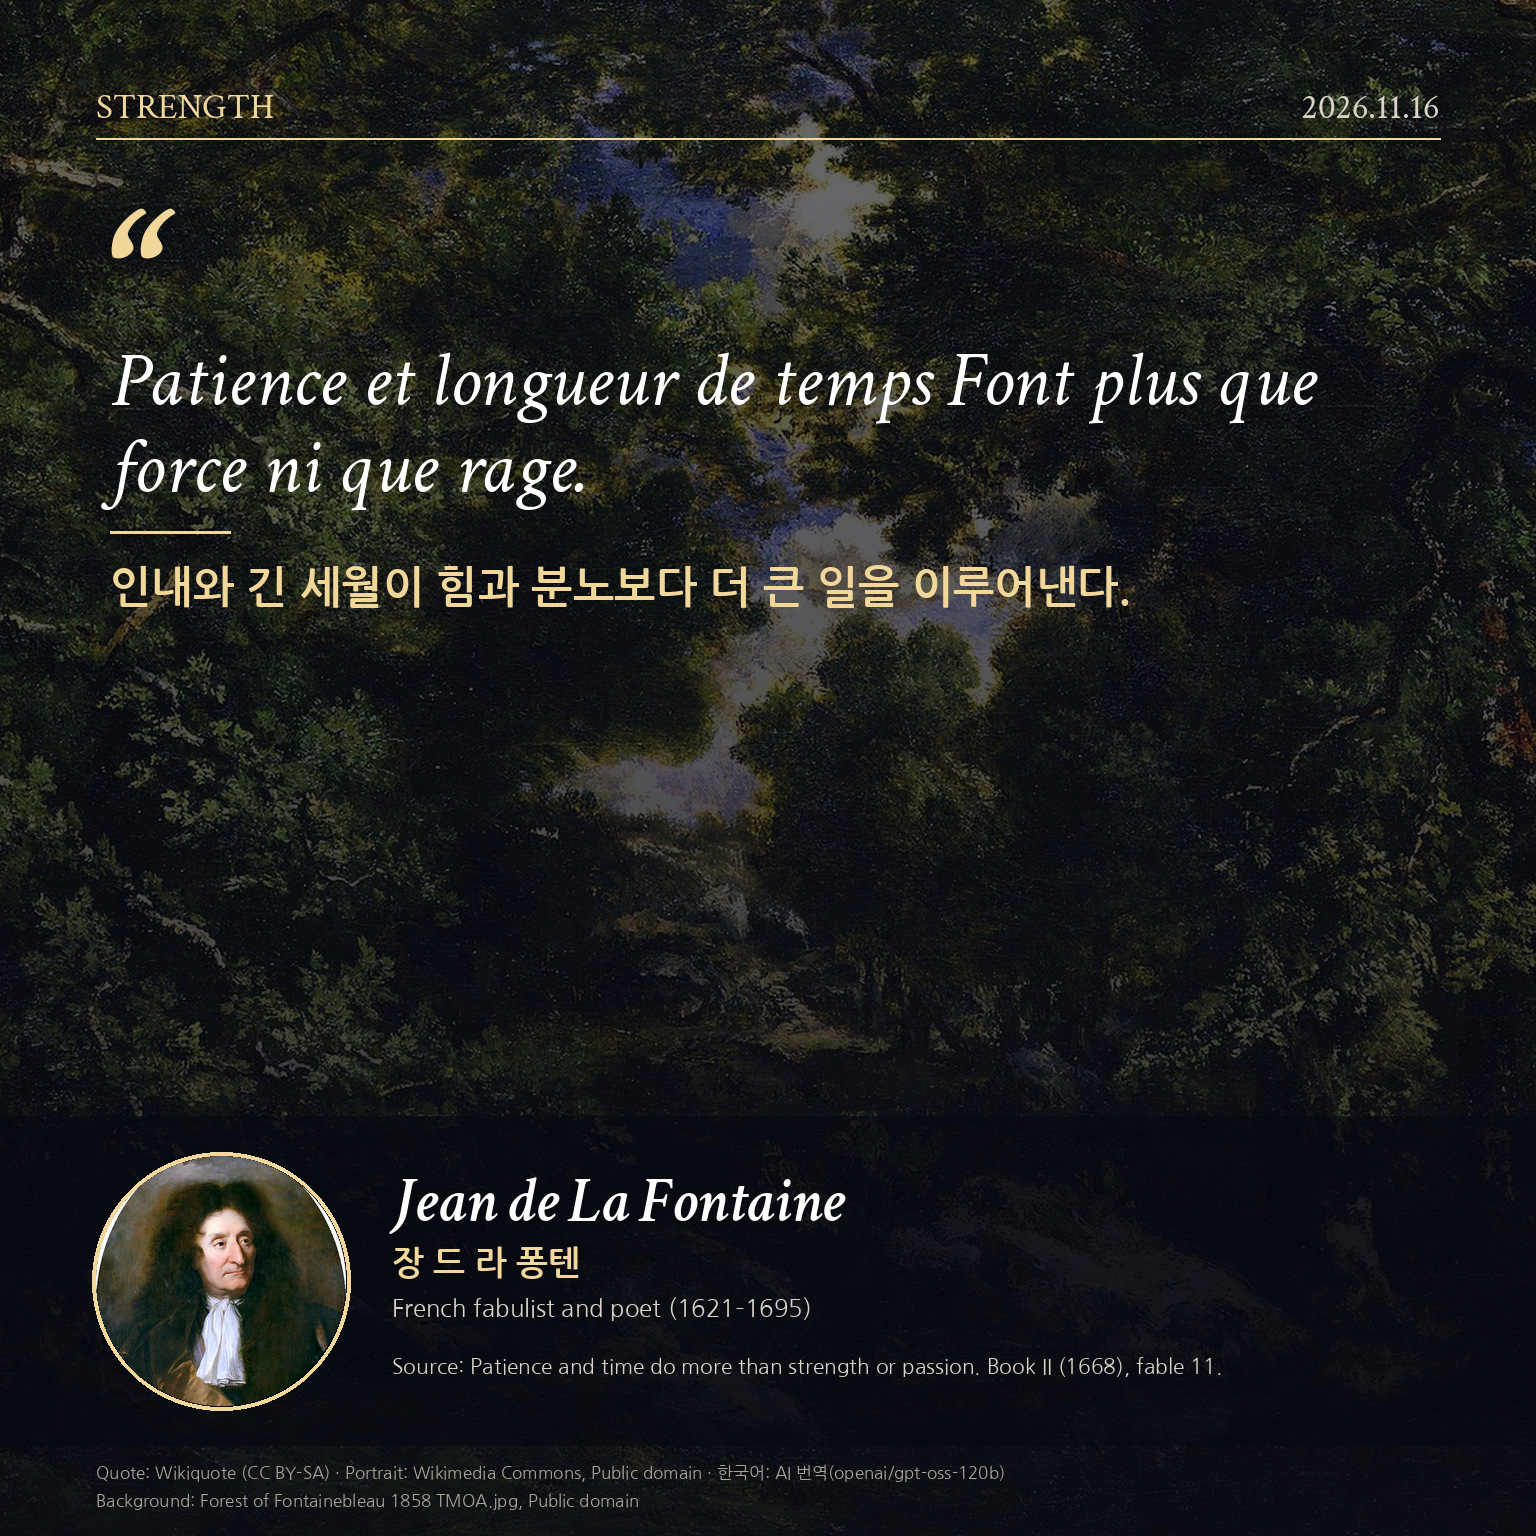 STRENGTH
2026.11.16
“
Patience et longueur de temps Font plus que
force ni que rage.
인내와 긴 세월이 힘과 분노보다 더 큰 일을 이루어낸다.
Jean de La Fontaine
장 드 라 퐁텐
French fabulist and poet (1621–1695)
Source: Patience and time do more than strength or passion. Book II (1668), fable 11.
Quote: Wikiquote (CC BY-SA) · Portrait: Wikimedia Commons, Public domain · 한국어: AI 번역(openai/gpt-oss-120b)
Background: Forest of Fontainebleau 1858 TMOA.jpg, Public domain